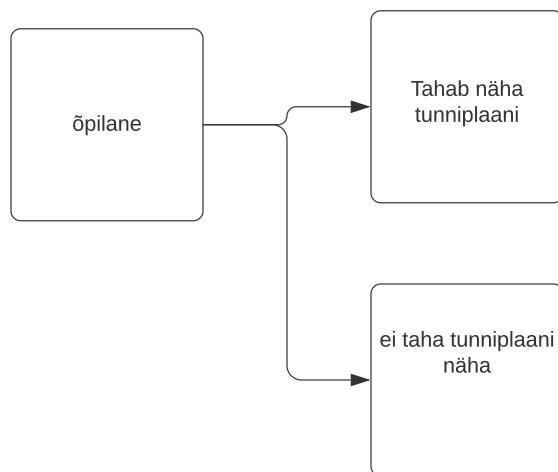 õpilane
Tahab näha
tunniplaani
ei taha tunniplaani
näha